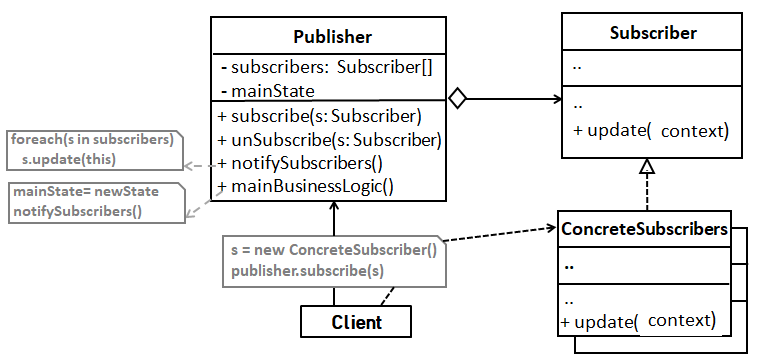 Publisher
- subscribers: Subscriber[]
- mainState
+ subscribe(s: Subscriber)
+ unSubscribe(s: Subscriber)
+ notifySubscribers()
+ mainBusinessLogic()
Subscriber
..
..
+ update( context)
foreach(s in subscribers)
s.update(this)
mainState= newState
notifySubscribers()
s = new ConcreteSubscriber()
publisher.subscribe(s)
Client
ConcreteSubscribers
..
..
+ update( context)